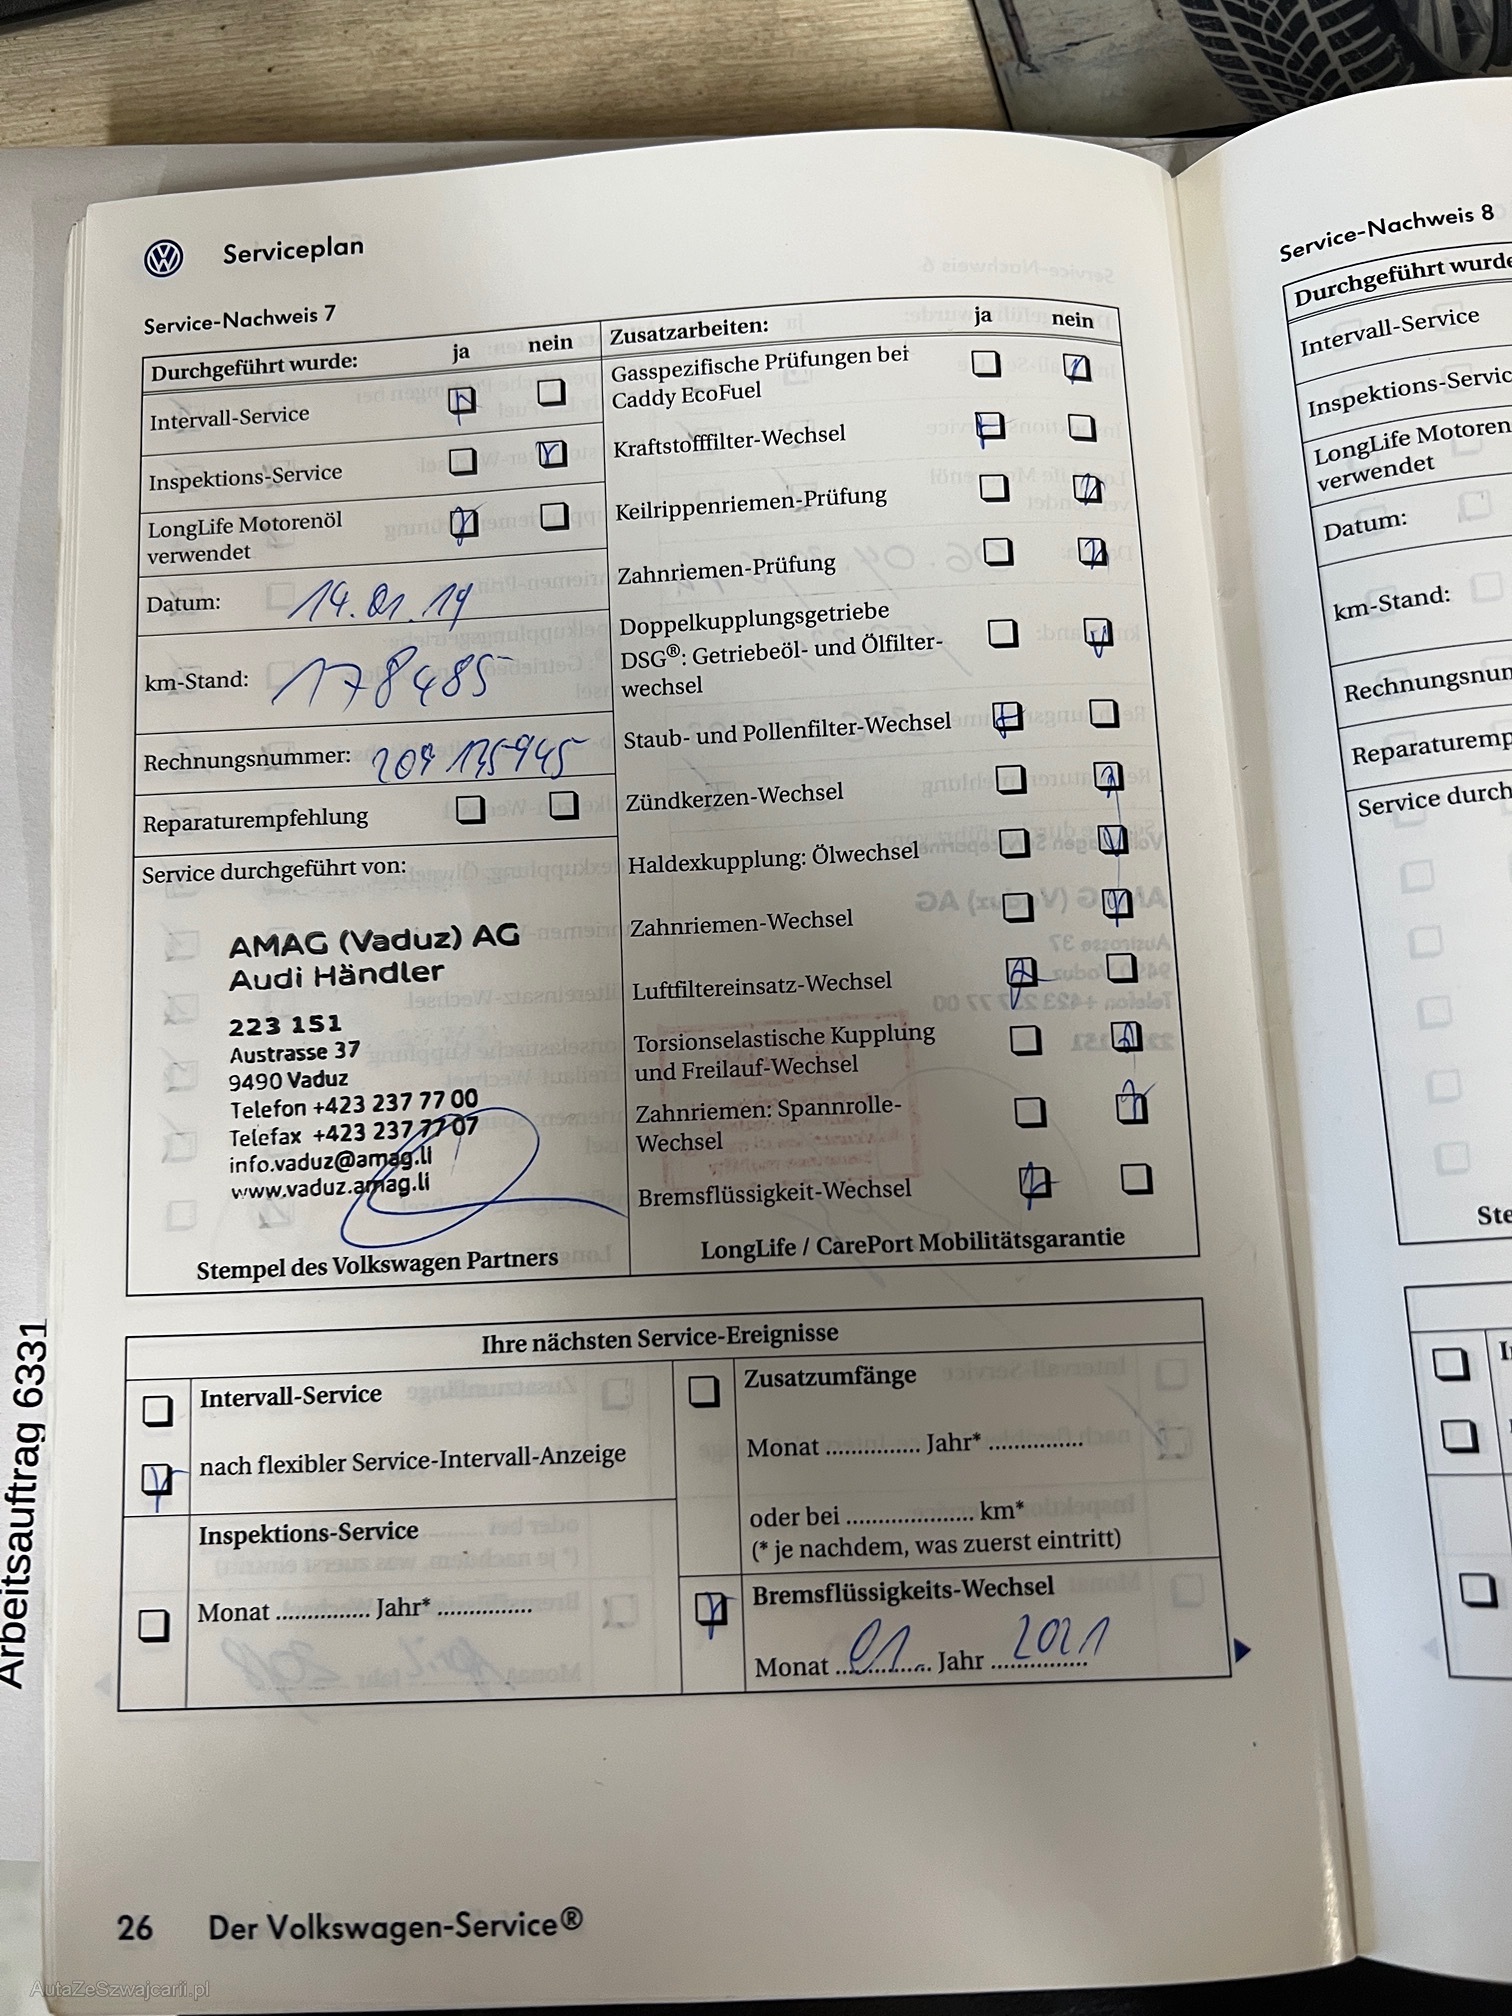 Serviceplan
Service-Nachweis 7
Durchgeführt wurde: ja nein
Intervall-Service
Inspektions-Service
LongLife Motorenöl
verwendet
Datum: 14.01.19
km-Stand: 178485
Rechnungsnummer: 209 135945
Reparaturempfehlung
Service durchgeführt von:
AMAG (Vaduz) AG
Audi Händler
223 151
Austrasse 37
9490 Vaduz
Telefon +423 237 77 00
Telefax +423 237 77 07
info.vaduz@amag.li
www.vaduz.amag.li
Stempel des Volkswagen Partners
Zusatzarbeiten: ja nein
Gasspezifische Prüfungen bei
Caddy EcoFuel
Kraftstofffilter-Wechsel
Keilrippenriemen-Prüfung
Zahnriemen-Prüfung
Doppelkupplungsgetriebe
DSG®: Getriebeöl- und Ölfilter-
wechsel
Staub- und Pollenfilter-Wechsel
Zündkerzen-Wechsel
Haldexkupplung: Ölwechsel
Zahnriemen-Wechsel
Luftfiltereinsatz-Wechsel
Torsionselastische Kupplung
und Freilauf-Wechsel
Zahnriemen: Spannrolle-
Wechsel
Bremsflüssigkeit-Wechsel
LongLife / CarePort Mobilitätsgarantie
Ihre nächsten Service-Ereignisse
Intervall-Service
nach flexibler Service-Intervall-Anzeige
Inspektions-Service
Monat .............. Jahr* ..............
Zusatzumfänge
Monat .............. Jahr* ..............
oder bei ................... km*
(* je nachdem, was zuerst eintritt)
Bremsflüssigkeits-Wechsel
Monat 01 Jahr 2021
26 Der Volkswagen-Service®
Arbeitsauftrag 6331
Service-Nachweis 8
Durchgeführt wurde
Intervall-Service
Inspektions-Servic
LongLife Motoren
verwendet
Datum:
km-Stand:
Rechnungsnun
Reparaturemp
Service durch
Ste
AutaZeSzwajcarii.pl